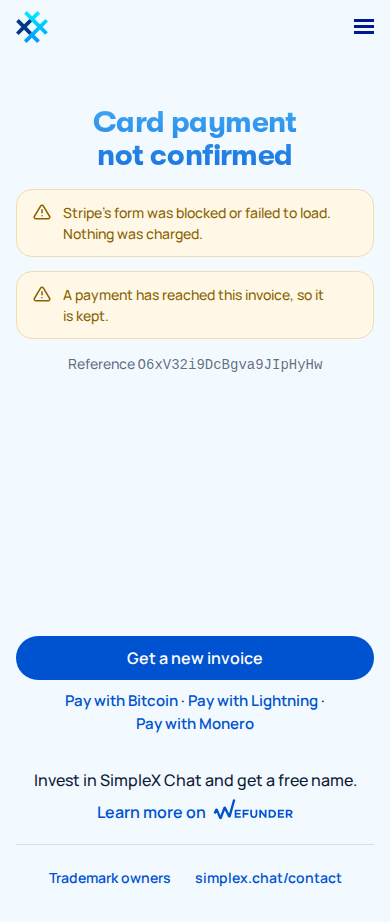 Card payment
not confirmed
Stripe's form was blocked or failed to load.
Nothing was charged.
A payment has reached this invoice, so it
is kept.
Reference O6xV32i9DcBgva9JIpHyHw
Get a new invoice
Pay with Bitcoin · Pay with Lightning ·
Pay with Monero
Invest in SimpleX Chat and get a free name.
Learn more on WEFUNDER
Trademark owners simplex.chat/contact